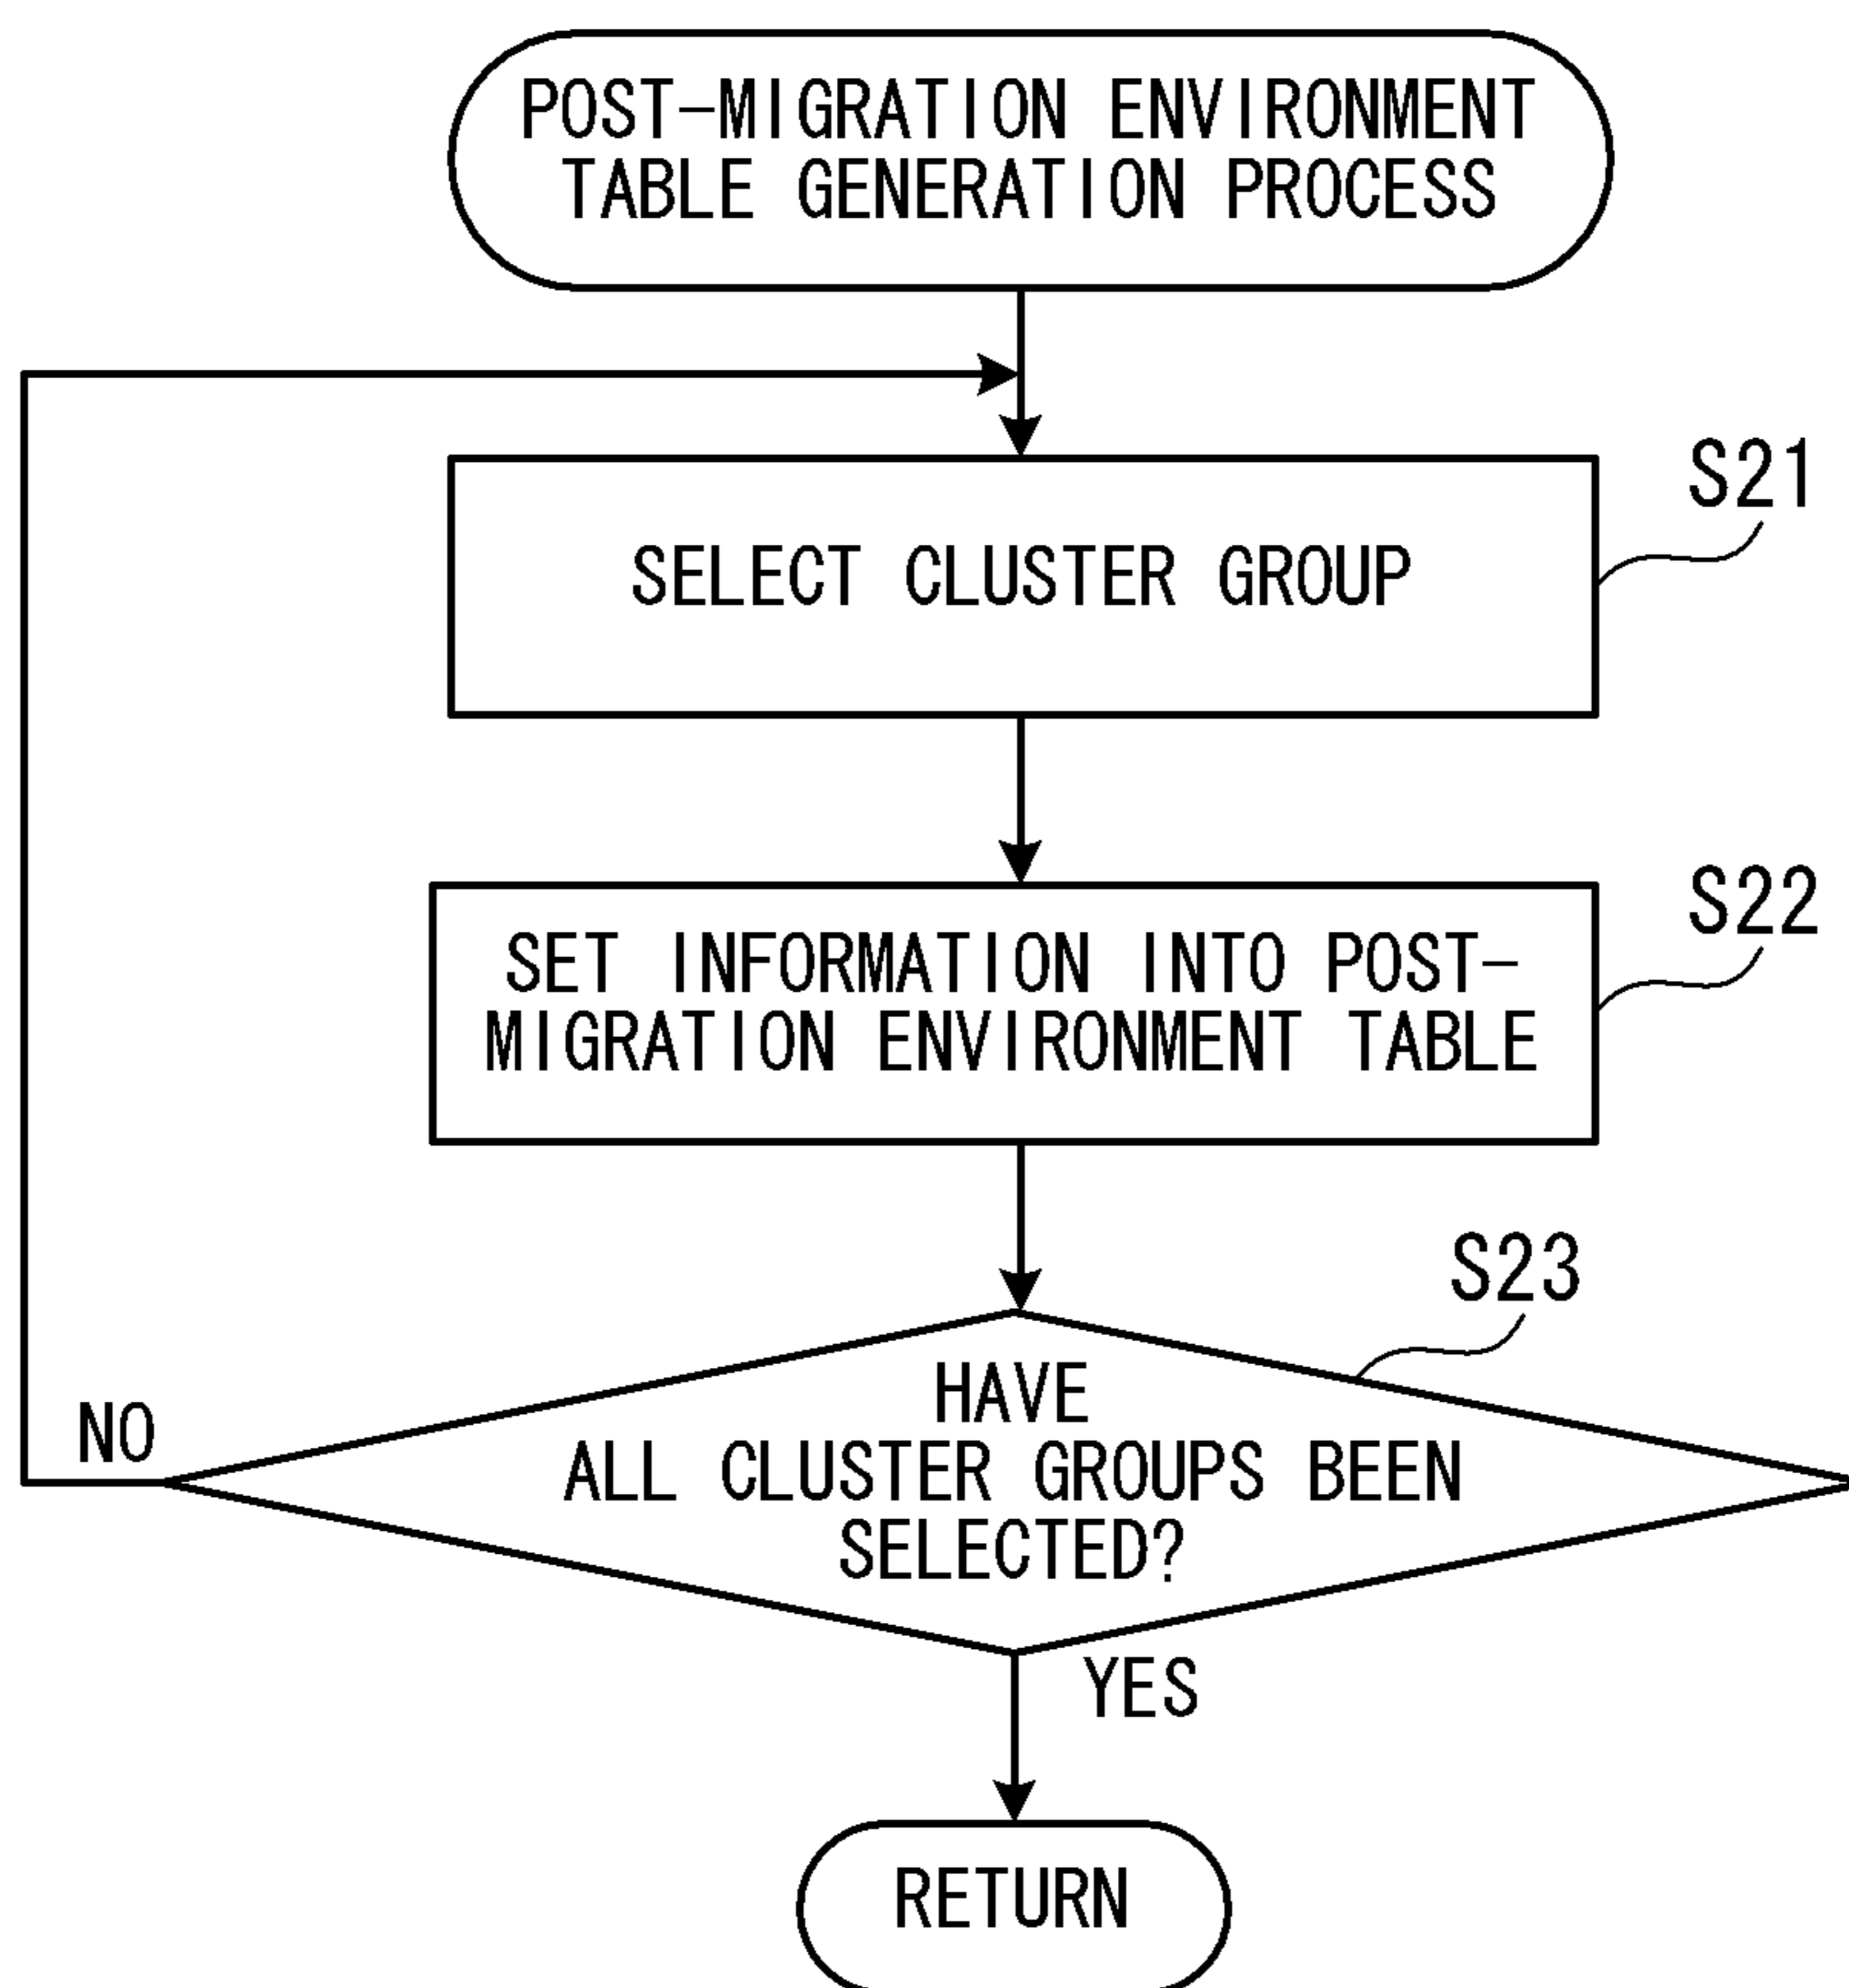 POST-MIGRATION ENVIRONMENT
TABLE GENERATION PROCESS
S21
SELECT CLUSTER GROUP
S22
SET INFORMATION INTO POST-
MIGRATION ENVIRONMENT TABLE
S23
HAVE
ALL CLUSTER GROUPS BEEN
SELECTED?
NO
YES
RETURN